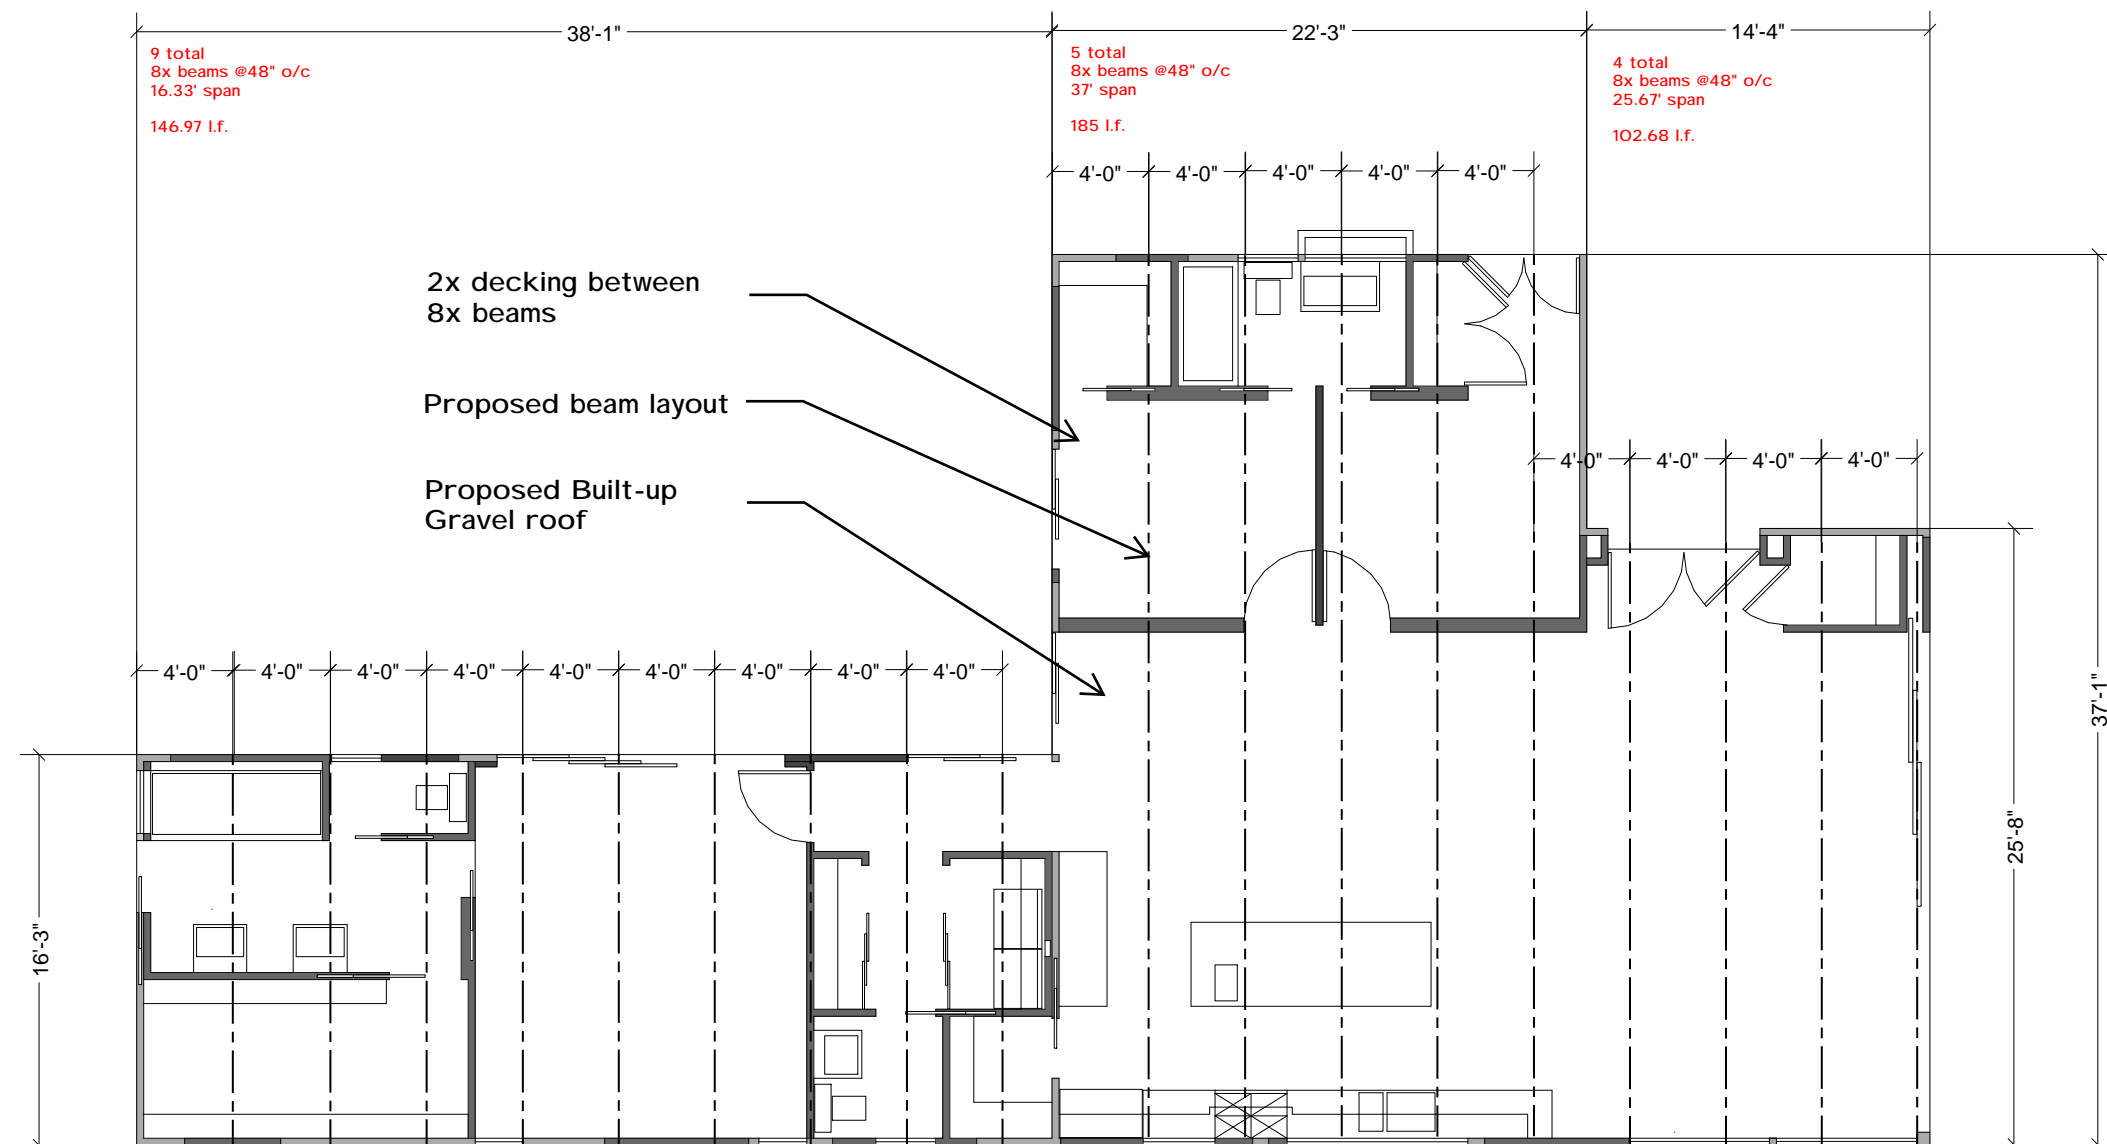 38'-1"
22'-3"
14'-4"
9 total
8x beams @48" o/c
16.33' span
146.97 l.f.
5 total
8x beams @48" o/c
37' span
185 l.f.
4 total
8x beams @48" o/c
25.67' span
102.68 l.f.
4'-0" 4'-0" 4'-0" 4'-0" 4'-0"
2x decking between
8x beams
Proposed beam layout
Proposed Built-up
Gravel roof
4'-0" 4'-0" 4'-0" 4'-0"
4'-0" 4'-0" 4'-0" 4'-0" 4'-0" 4'-0" 4'-0" 4'-0" 4'-0"
37'-1"
25'-8"
16'-3"